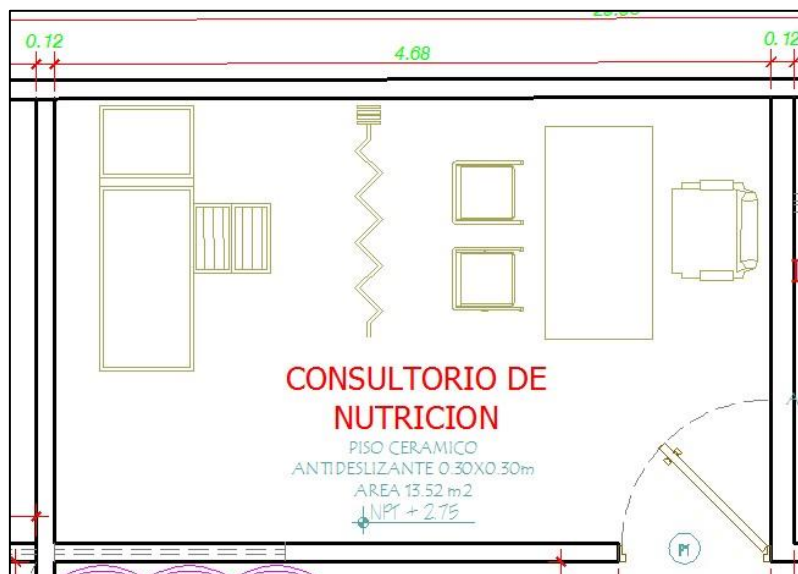 0.12
4.68
0.12
CONSULTORIO DE
NUTRICION
PISO CERAMICO
ANTIDESLIZANTE 0.30X0.30m
AREA 13.52 m2
NPT + 2.75
P1